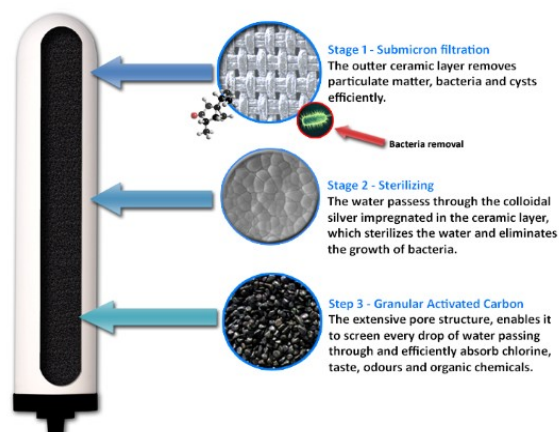 Stage 1 - Submicron filtration
The outter ceramic layer removes
particulate matter, bacteria and cysts
efficiently.
Bacteria removal
Stage 2 - Sterilizing
The water passess through the colloidal
silver impregnated in the ceramic layer,
which sterilizes the water and eliminates
the growth of bacteria.
Step 3 - Granular Activated Carbon
The extensive pore structure, enables it
to screen every drop of water passing
through and efficiently absorb chlorine,
taste, odours and organic chemicals.